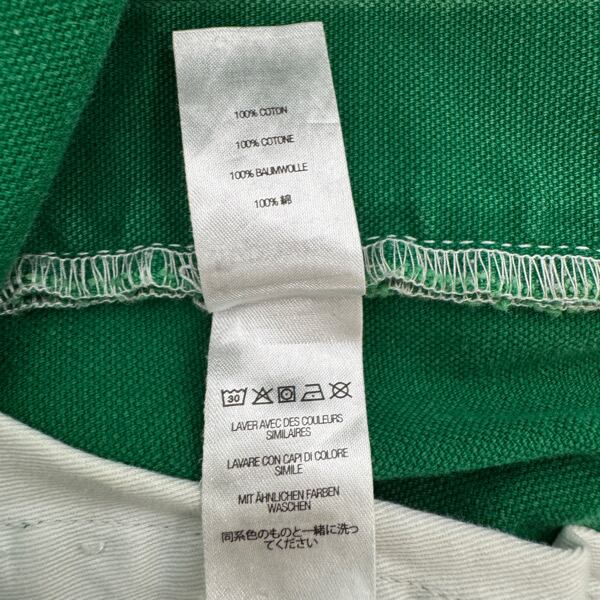 100% COTON
100% COTONE
100% BAUMWOLLE
100% 綿
30
LAVER AVEC DES COULEURS
SIMILAIRES
LAVARE CON CAPI DI COLORE
SIMILE
MIT ÄHNLICHEN FARBEN
WASCHEN
同系色のものと一緒に洗っ
てください